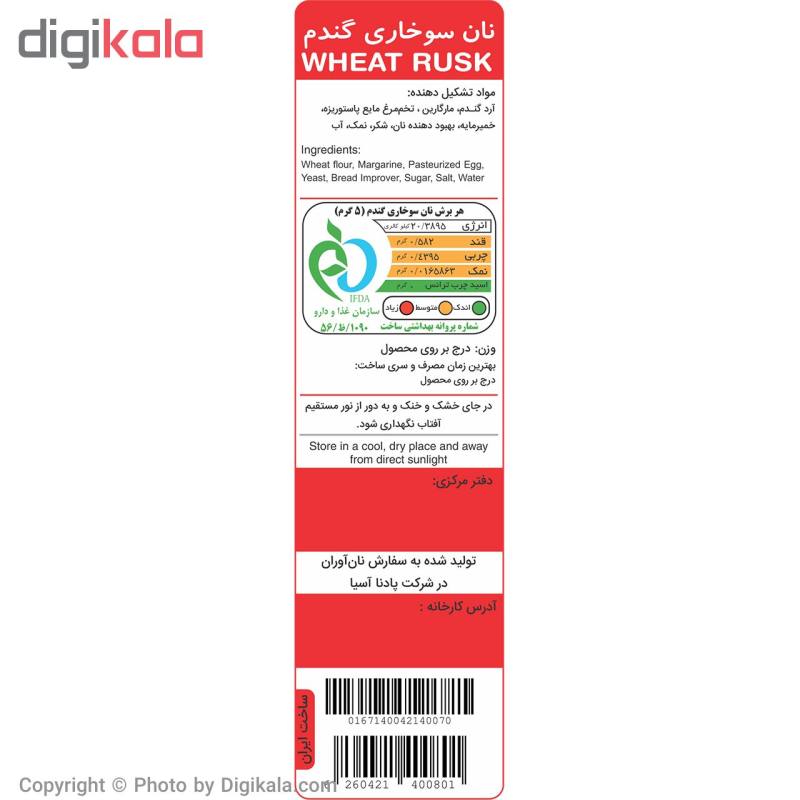 digikala
نان سوخاری گندم
WHEAT RUSK
مواد تشکیل دهنده:
آرد گندم، مارگارین ، تخم‌مرغ مایع پاستوریزه،
خمیرمایه، بهبود دهنده نان، شکر، نمک، آب
Ingredients:
Wheat flour, Margarine, Pasteurized Egg,
Yeast, Bread Improver, Sugar, Salt, Water
هر برش نان سوخاری گندم (۵ گرم)
انرژی ۲۰/۳۸۹۵ کیلو کالری
قند ۰/۵۸۲ گرم
چربی ۰/۴۳۹۵ گرم
نمک ۰/۰۱۶۵۸۶۳ گرم
اسید چرب ترانس ۰ گرم
IFDA
سازمان غذا و دارو
اندک متوسط زیاد
شماره پروانه بهداشتی ساخت ۵۶/ظ/۱۰۹۰
وزن: درج بر روی محصول
بهترین زمان مصرف و سری ساخت:
درج بر روی محصول
در جای خشک و خنک و به دور از نور مستقیم
آفتاب نگهداری شود.
Store in a cool, dry place and away
from direct sunlight
دفتر مرکزی:
تولید شده به سفارش نان‌آوران
در شرکت پادنا آسیا
آدرس کارخانه :
ساخت ایران
0167140042140070
260421 400801
Copyright © Photo by Digikala.com